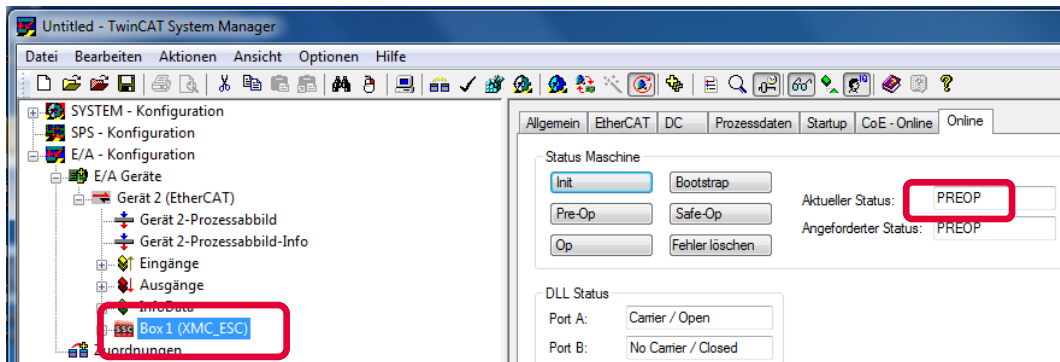 Untitled - TwinCAT System Manager
Datei Bearbeiten Aktionen Ansicht Optionen Hilfe
SYSTEM - Konfiguration
SPS - Konfiguration
E/A - Konfiguration
E/A Geräte
Gerät 2 (EtherCAT)
Gerät 2-Prozessabbild
Gerät 2-Prozessabbild-Info
Eingänge
Ausgänge
InfoData
SSC Box 1 (XMC_ESC)
Zuordnungen
Allgemein EtherCAT DC Prozessdaten Startup CoE - Online Online
Status Maschine
Init Bootstrap
Pre-Op Safe-Op
Op Fehler löschen
Aktueller Status: PREOP
Angeforderter Status: PREOP
DLL Status
Port A: Carrier / Open
Port B: No Carrier / Closed